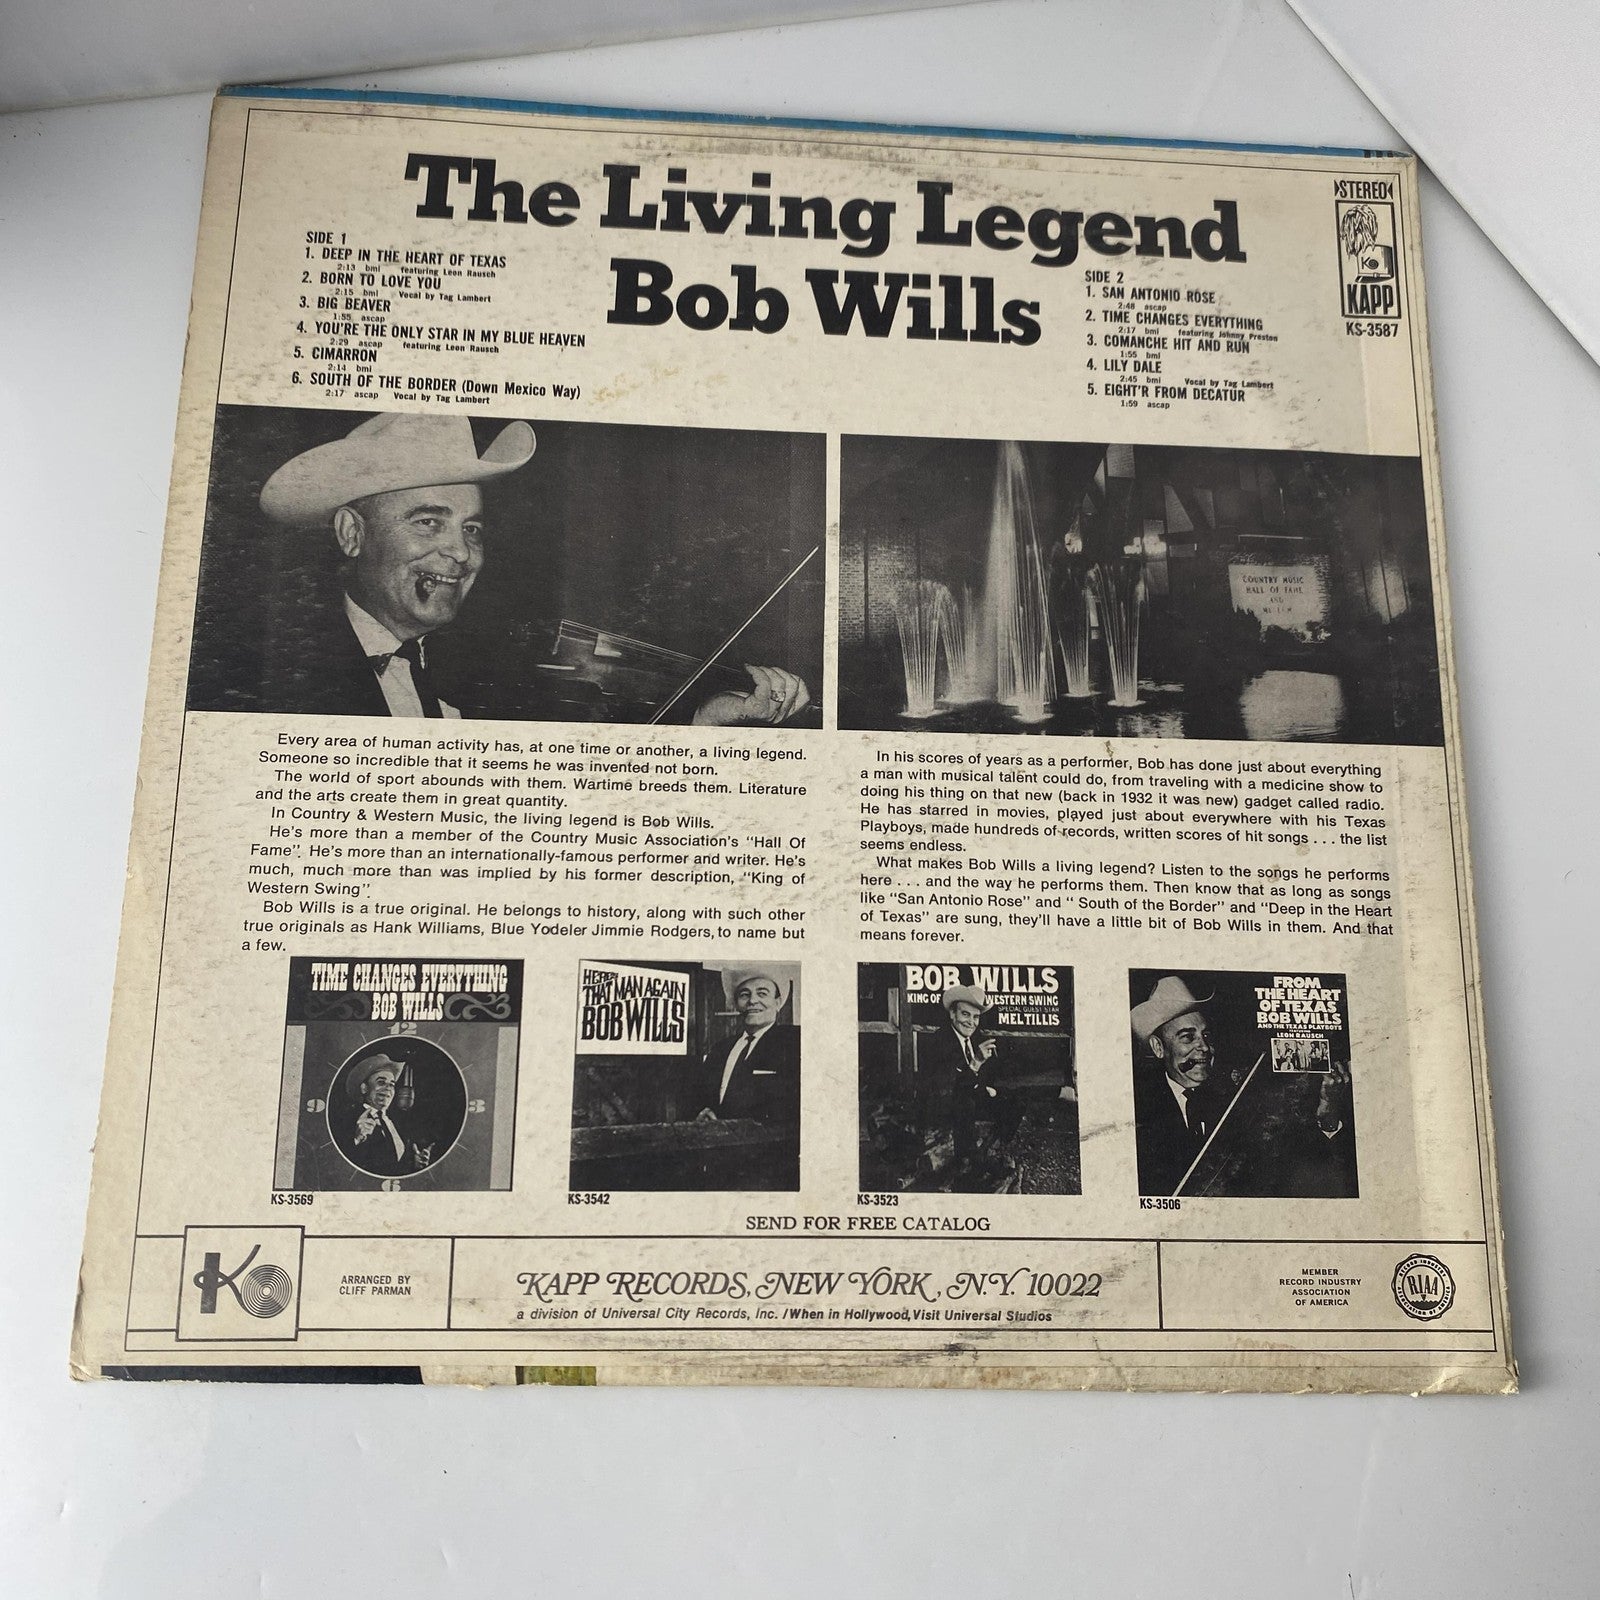 The Living Legend
Bob Wills
STEREO
KAPP
KS-3587
SIDE 1
1. DEEP IN THE HEART OF TEXAS
2:13 bmi featuring Leon Rausch
2. BORN TO LOVE YOU
2:15 bmi Vocal by Tag Lambert
3. BIG BEAVER
1:55 ascap
4. YOU'RE THE ONLY STAR IN MY BLUE HEAVEN
2:29 ascap featuring Leon Rausch
5. CIMARRON
2:14 bmi
6. SOUTH OF THE BORDER (Down Mexico Way)
2:17 ascap Vocal by Tag Lambert
SIDE 2
1. SAN ANTONIO ROSE
2:48 ascap
2. TIME CHANGES EVERYTHING
2:17 bmi featuring Johnny Preston
3. COMANCHE HIT AND RUN
1:55 bmi
4. LILY DALE
2:45 bmi Vocal by Tag Lambert
5. EIGHT'R FROM DECATUR
1:59 ascap
COUNTRY MUSIC
HALL OF FAME
AND
Every area of human activity has, at one time or another, a living legend.
Someone so incredible that it seems he was invented not born.
The world of sport abounds with them. Wartime breeds them. Literature
and the arts create them in great quantity.
In Country & Western Music, the living legend is Bob Wills.
He's more than a member of the Country Music Association's "Hall Of
Fame". He's more than an internationally-famous performer and writer. He's
much, much more than was implied by his former description, "King of
Western Swing".
Bob Wills is a true original. He belongs to history, along with such other
true originals as Hank Williams, Blue Yodeler Jimmie Rodgers, to name but
a few.
In his scores of years as a performer, Bob has done just about everything
a man with musical talent could do, from traveling with a medicine show to
doing his thing on that new (back in 1932 it was new) gadget called radio.
He has starred in movies, played just about everywhere with his Texas
Playboys, made hundreds of records, written scores of hit songs . . . the list
seems endless.
What makes Bob Wills a living legend? Listen to the songs he performs
here . . . and the way he performs them. Then know that as long as songs
like "San Antonio Rose" and " South of the Border" and "Deep in the Heart
of Texas" are sung, they'll have a little bit of Bob Wills in them. And that
means forever.
TIME CHANGES EVERYTHING
BOB WILLS
12
9
3
6
KS-3569
HERE'S
THAT MAN AGAIN
BOB WILLS
KS-3542
BOB WILLS
KING OF WESTERN SWING
SPECIAL GUEST STAR
MEL TILLIS
KS-3523
FROM
THE HEART
OF TEXAS
BOB WILLS
AND THE TEXAS PLAYBOYS
FEATURING
LEON RAUSCH
KS-3506
SEND FOR FREE CATALOG
K
ARRANGED BY
CLIFF PARMAN
KAPP RECORDS, NEW YORK, N.Y. 10022
a division of Universal City Records, Inc. / When in Hollywood, Visit Universal Studios
MEMBER
RECORD INDUSTRY
ASSOCIATION
OF AMERICA
RECORD INDUSTRY
RIAA
ASSOCIATION OF AMERICA